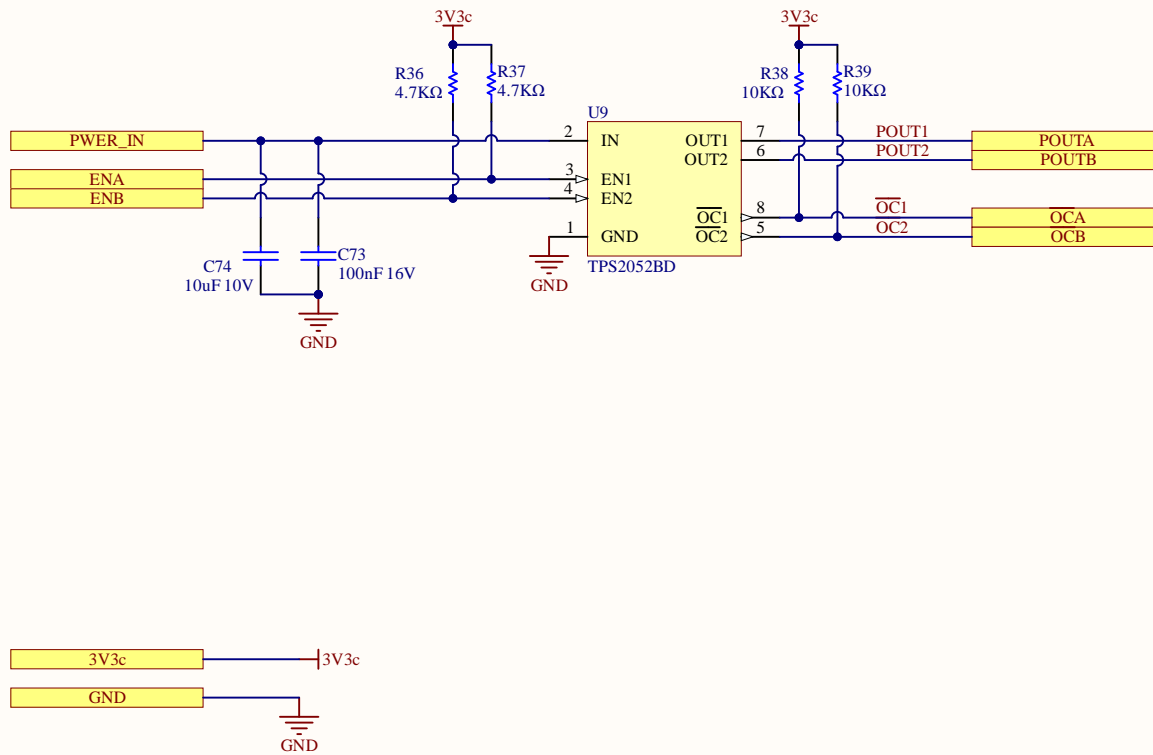 3V3c
3V3c
R36
4.7KΩ
R37
4.7KΩ
R38
10KΩ
R39
10KΩ
U9
PWER_IN
2
IN
OUT1
7
POUT1
POUTA
OUT2
6
POUT2
POUTB
ENA
3
EN1
ENB
4
EN2
OC1
8
OC1
OCA
1
GND
OC2
5
OC2
OCB
GND
TPS2052BD
C74
10uF 10V
C73
100nF 16V
GND
3V3c
3V3c
GND
GND